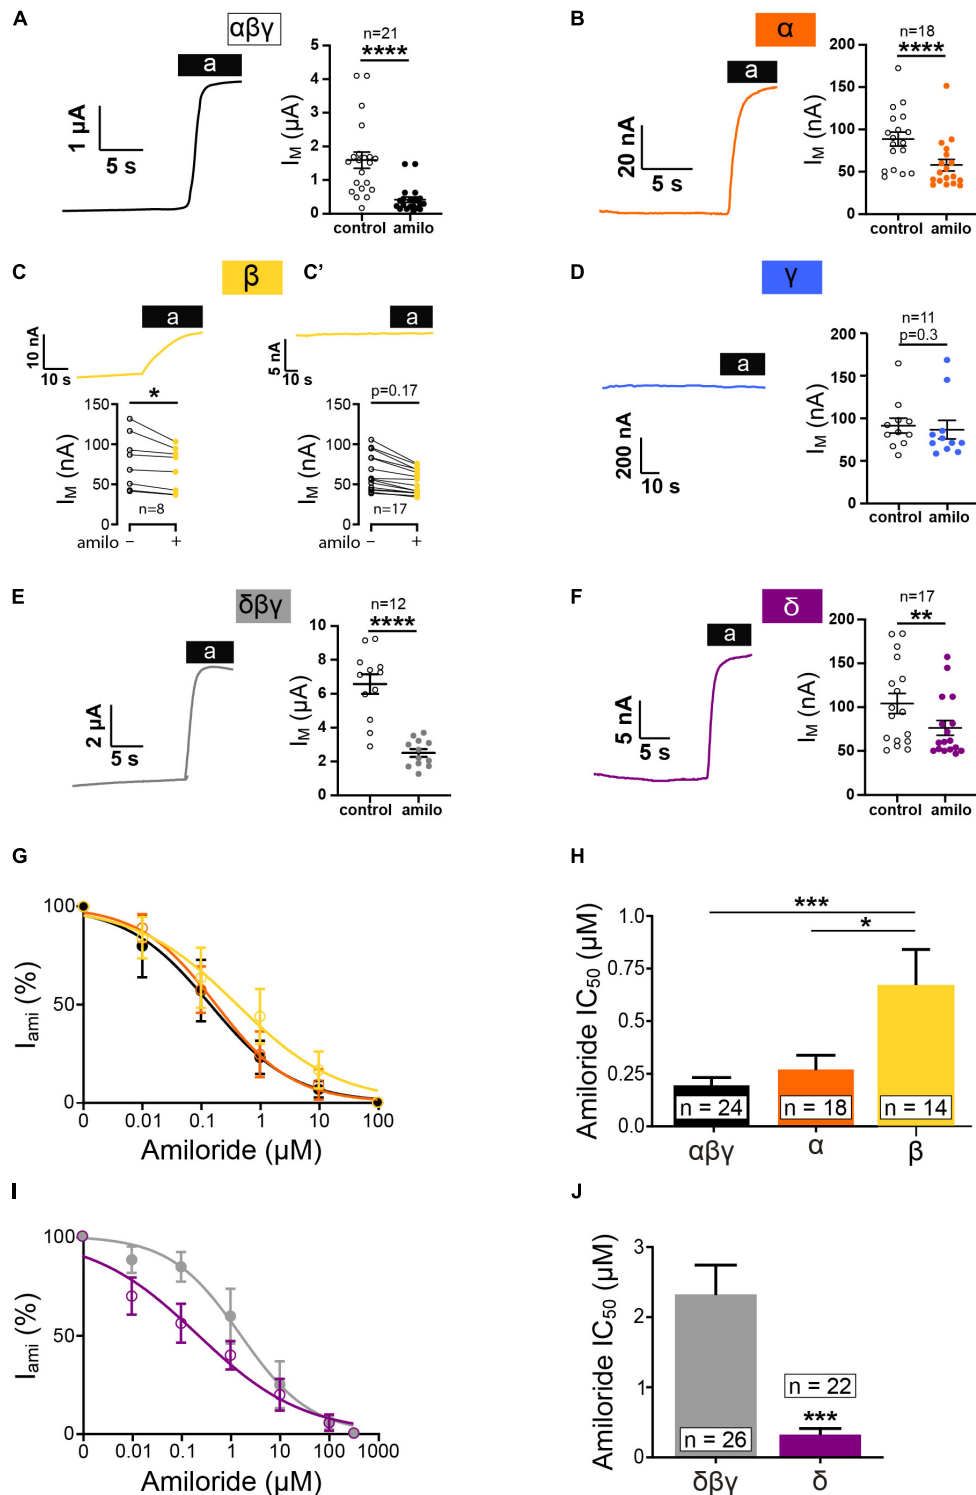 A
αβγ
a
1 µA
5 s
n=21
****
I_M (µA)
5
4
3
2
1
0
control amilo
B
α
a
20 nA
5 s
n=18
****
I_M (nA)
200
150
100
50
0
control amilo
C
β
a
10 nA
10 s
*
I_M (nA)
150
100
50
0
n=8
amilo − +
C'
a
5 nA
10 s
p=0.17
I_M (nA)
150
100
50
0
n=17
− +
D
γ
a
200 nA
10 s
n=11
p=0.3
I_M (nA)
200
150
100
50
0
control amilo
E
δβγ
a
2 µA
5 s
n=12
****
I_M (µA)
10
8
6
4
2
0
control amilo
F
δ
a
5 nA
5 s
n=17
**
I_M (nA)
200
150
100
50
0
control amilo
G
I_ami (%)
100
50
0
0 0.01 0.1 1 10 100
Amiloride (µM)
H
Amiloride IC50 (µM)
1.0
0.75
0.5
0.25
0.0
***
*
n = 24 n = 18 n = 14
αβγ α β
I
I_ami (%)
100
50
0
0 0.01 0.1 1 10 100 1000
Amiloride (µM)
J
Amiloride IC50 (µM)
3
2
1
0
n = 22
***
n = 26
δβγ δ